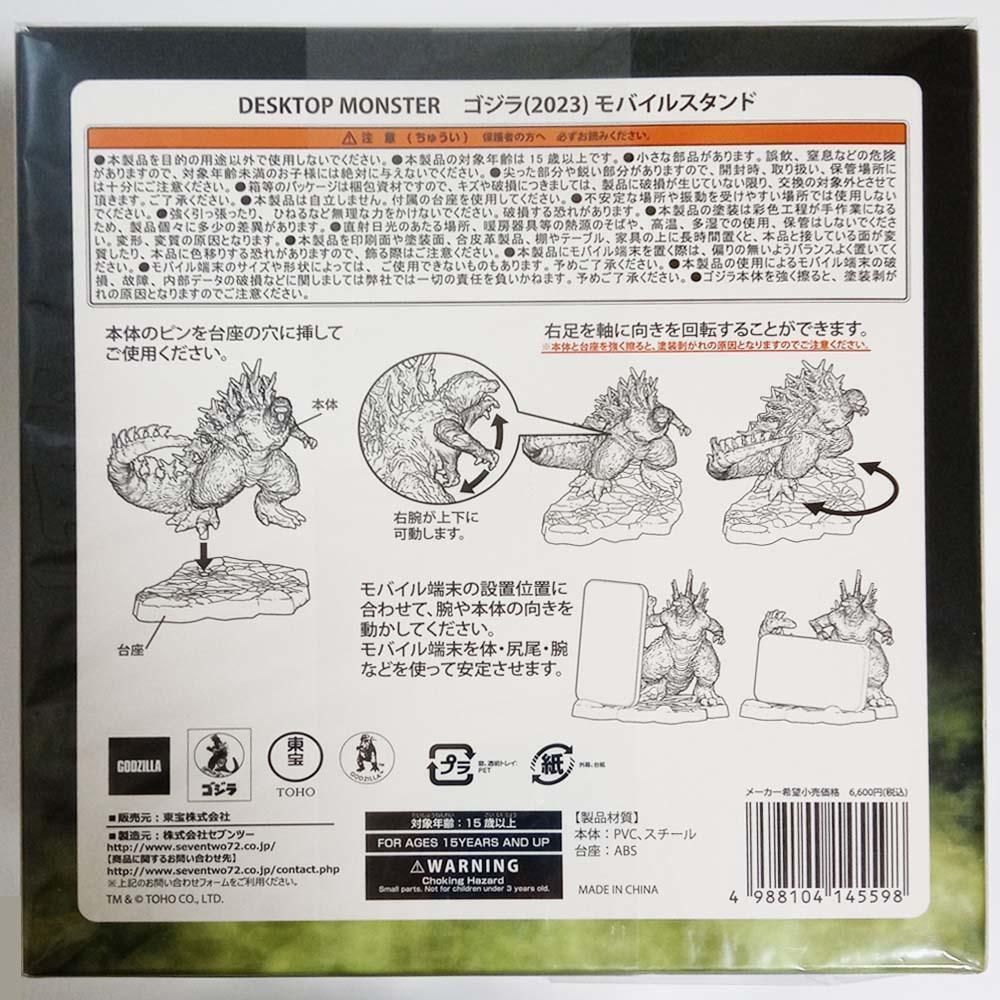 DESKTOP MONSTER ゴジラ(2023) モバイルスタンド
⚠注 意 (ちゅうい) 保護者の方へ 必ずお読みください。
●本製品を目的の用途以外で使用しないでください。●本製品の対象年齢は15歳以上です。●小さな部品があります。誤飲、窒息などの危険
がありますので、対象年齢未満のお子様には絶対に与えないでください。●尖った部分や鋭い部分がありますので、開封時、取り扱い、保管場所に
は十分にご注意ください。●箱等のパッケージは梱包資材ですので、キズや破損につきましては、製品に破損が生じていない限り、交換の対象外とさせて
頂きます。ご了承ください。●本製品は自立しません。付属の台座を使用してください。●不安定な場所や振動を受けやすい場所では使用しない
でください。●強く引っ張ったり、ひねるなど無理な力をかけないでください。破損する恐れがあります。●本製品の塗装は彩色工程が手作業になる
ため、製品個々に多少の差異があります。●直射日光のあたる場所、暖房器具等の熱源のそばや、高温、多湿での使用、保管はしないでくださ
い。変形、変質の原因となります。●本製品を印刷面や塗装面、合皮革製品、棚やテーブル、家具の上に長時間置くと、本品と接している面が変
質したり、本品に色移りする恐れがありますので、飾る際はご注意ください。●本製品にモバイル端末を置く際は、偏りの無いようバランスよく置いてく
ださい。●モバイル端末のサイズや形状によっては、ご使用できないものもあります。予めご了承ください。●本製品の使用によるモバイル端末の破
損、故障、内部データの破損などに関しましては弊社では一切の責任を負いかねます。予めご了承ください。●ゴジラ本体を強く擦ると、塗装剥が
れの原因となりますのでご注意ください。
本体のピンを台座の穴に挿して
ご使用ください。
本体
台座
右腕が上下に
可動します。
右足を軸に向きを回転することができます。
※本体と台座を強く擦ると、塗装剥がれの原因となりますのでご注意ください。
モバイル端末の設置位置に
合わせて、腕や本体の向きを
動かしてください。
モバイル端末を体・尻尾・腕
などを使って安定させます。
GODZILLA
ゴジラ
東宝
TOHO
GODZILLA
プラ
袋、透明トレイ:
PET
紙
外箱、台紙
■販売元：東宝株式会社
■製造元：株式会社セブンツー
http://www.seventwo72.co.jp/
【商品に関するお問い合わせ先】
http://www.seventwo72.co.jp/contact.php
※上記のお問い合わせフォームをご利用ください。
TM & © TOHO CO., LTD.
対象年齢：15歳以上
FOR AGES 15YEARS AND UP
⚠WARNING
Choking Hazard
Small parts. Not for children under 3 years old.
【製品材質】
本体：PVC、スチール
台座：ABS
MADE IN CHINA
メーカー希望小売価格 6,600円(税込)
4 988104 145598